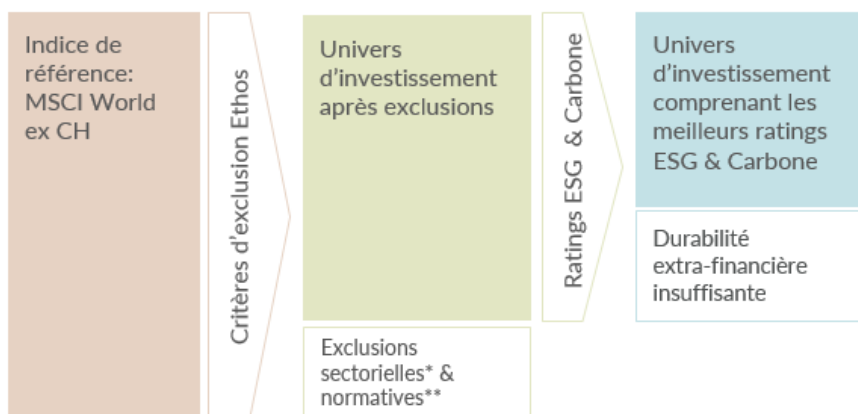 Indice de
référence:
MSCI World
ex CH
Critères d'exclusion Ethos
Univers
d'investissement
après exclusions
Exclusions
sectorielles* &
normatives**
Ratings ESG & Carbone
Univers
d'investissement
comprenant les
meilleurs ratings
ESG & Carbone
Durabilité
extra-financière
insuffisante